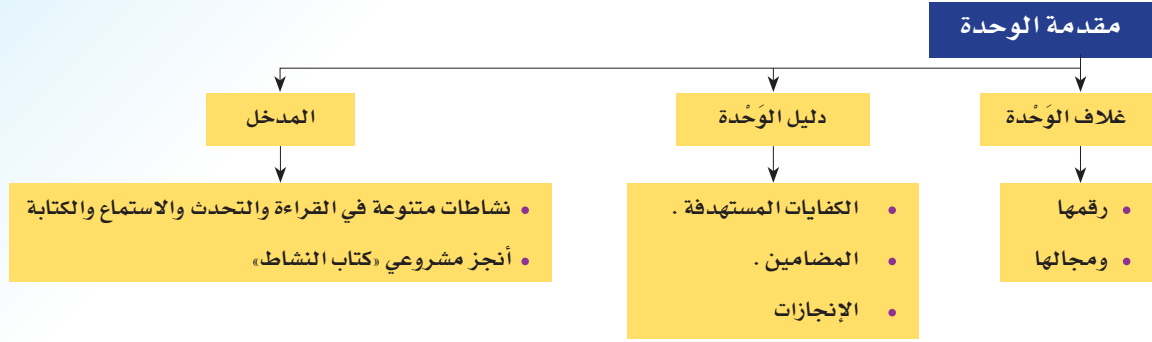 مقدمة الوحدة
غلاف الوَحْدة
دليل الوَحْدة
المدخل
• رقمها
• ومجالها
• الكفايات المستهدفة .
• المضامين .
• الإنجازات
• نشاطات متنوعة في القراءة والتحدث والاستماع والكتابة
• أنجز مشروعي «كتاب النشاط»